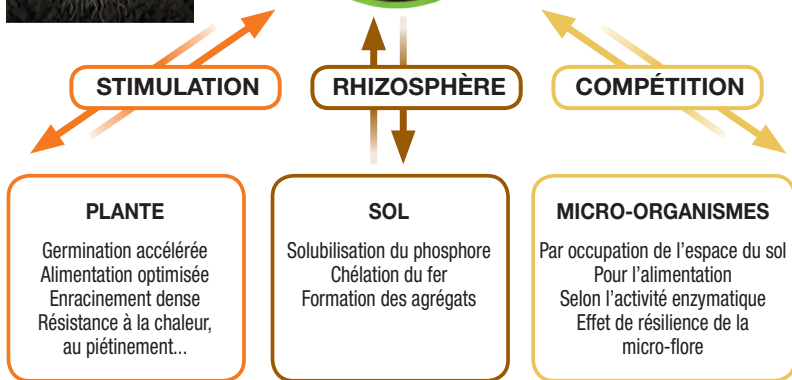 STIMULATION
RHIZOSPHÈRE
COMPÉTITION
PLANTE
Germination accélérée
Alimentation optimisée
Enracinement dense
Résistance à la chaleur,
au piétinement...
SOL
Solubilisation du phosphore
Chélation du fer
Formation des agrégats
MICRO-ORGANISMES
Par occupation de l’espace du sol
Pour l’alimentation
Selon l’activité enzymatique
Effet de résilience de la
micro-flore